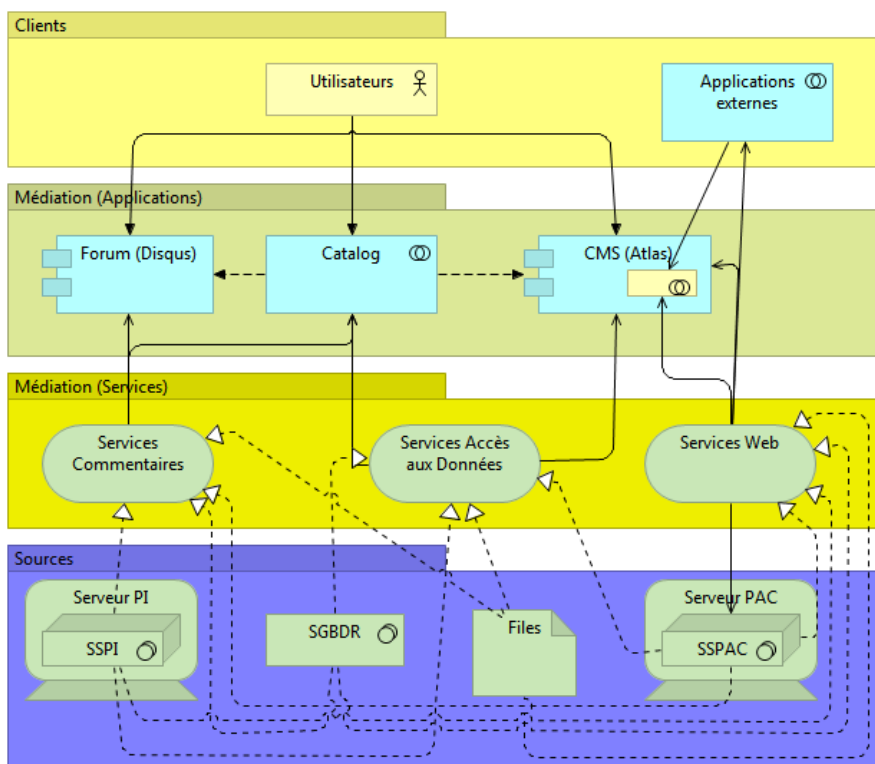 Clients
Utilisateurs
Applications
externes
Médiation (Applications)
Forum (Disqus)
Catalog
CMS (Atlas)
Médiation (Services)
Services
Commentaires
Services Accès
aux Données
Services Web
Sources
Serveur PI
SSPI
SGBDR
Files
Serveur PAC
SSPAC